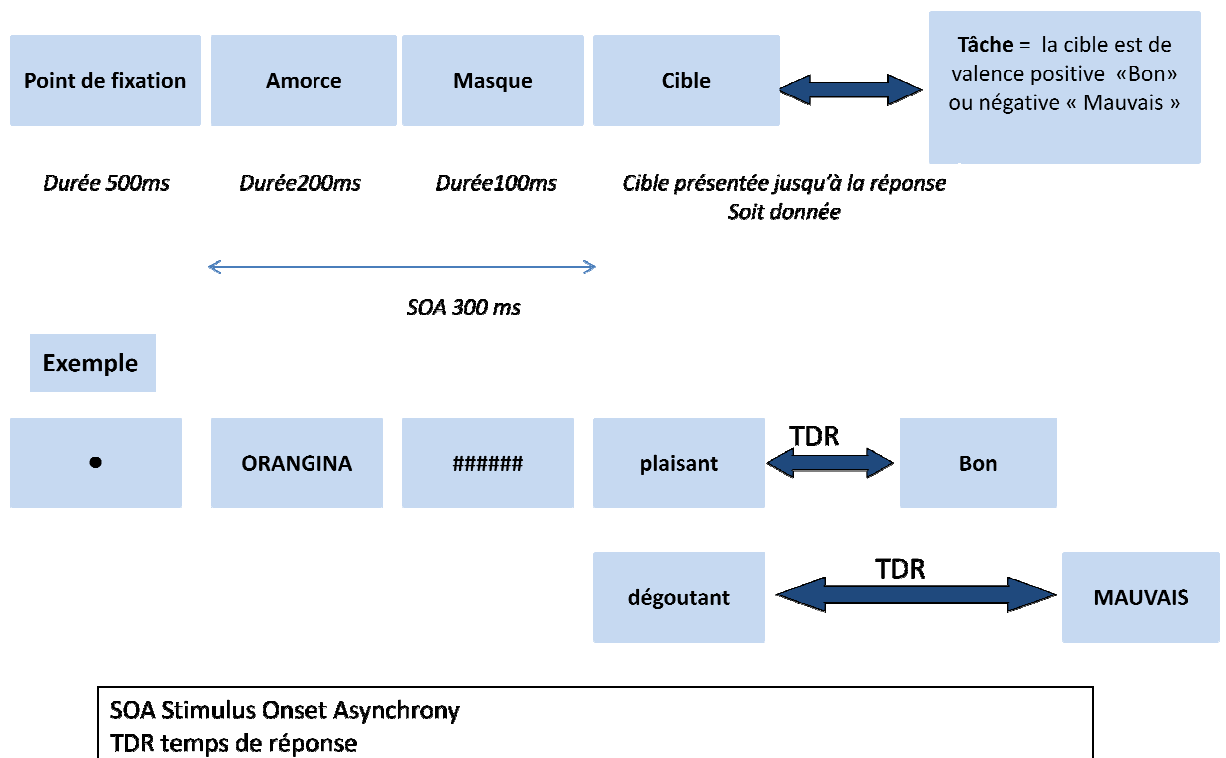 Point de fixation
Amorce
Masque
Cible
Tâche = la cible est de
valence positive «Bon»
ou négative « Mauvais »
Durée 500ms
Durée200ms
Durée100ms
Cible présentée jusqu'à la réponse
Soit donnée
SOA 300 ms
Exemple
•
ORANGINA
######
plaisant
TDR
Bon
dégoutant
TDR
MAUVAIS
SOA Stimulus Onset Asynchrony
TDR temps de réponse